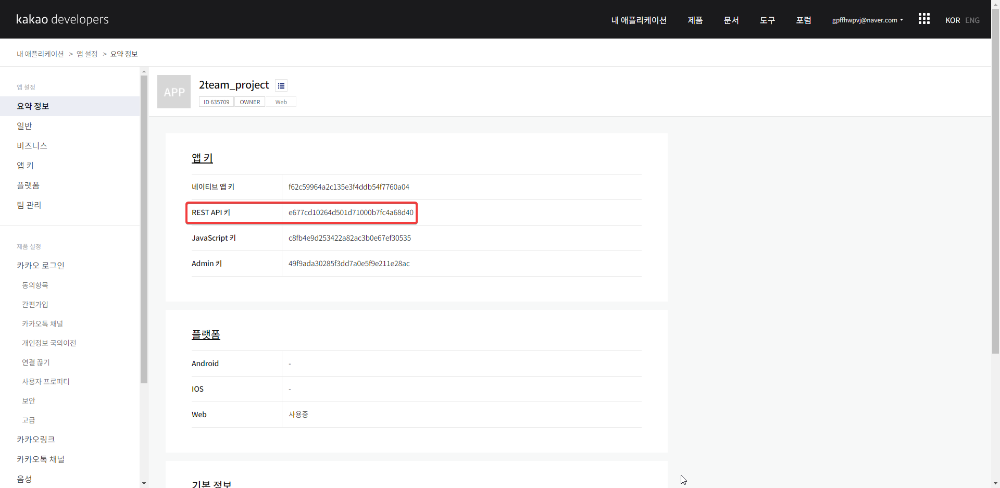 kakao developers
내 애플리케이션 제품 문서 도구 포럼 gpffhwpvj@naver.com KOR ENG
내 애플리케이션 > 앱 설정 > 요약 정보
앱 설정
요약 정보
일반
비즈니스
앱 키
플랫폼
팀 관리
제품 설정
카카오 로그인
동의항목
간편가입
카카오톡 채널
개인정보 국외이전
연결 끊기
사용자 프로퍼티
보안
고급
카카오링크
카카오톡 채널
음성
APP
2team_project
ID 635709 OWNER Web
앱 키
네이티브 앱 키 f62c59964a2c135e3f4ddb54f7760a04
REST API 키 e677cd10264d501d71000b7fc4a68d40
JavaScript 키 c8fb4e9d253422a82ac3b0e67ef30535
Admin 키 49f9ada30285f3dd7a0e5f9e211e28ac
플랫폼
Android -
IOS -
Web 사용중
기본 정보